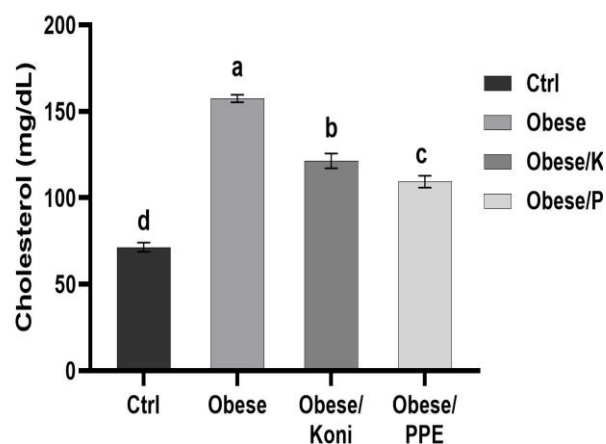 Cholesterol (mg/dL)
200
150
100
50
0
d
a
b
c
Ctrl
Obese
Obese/
Koni
Obese/
PPE
Ctrl
Obese
Obese/K
Obese/P